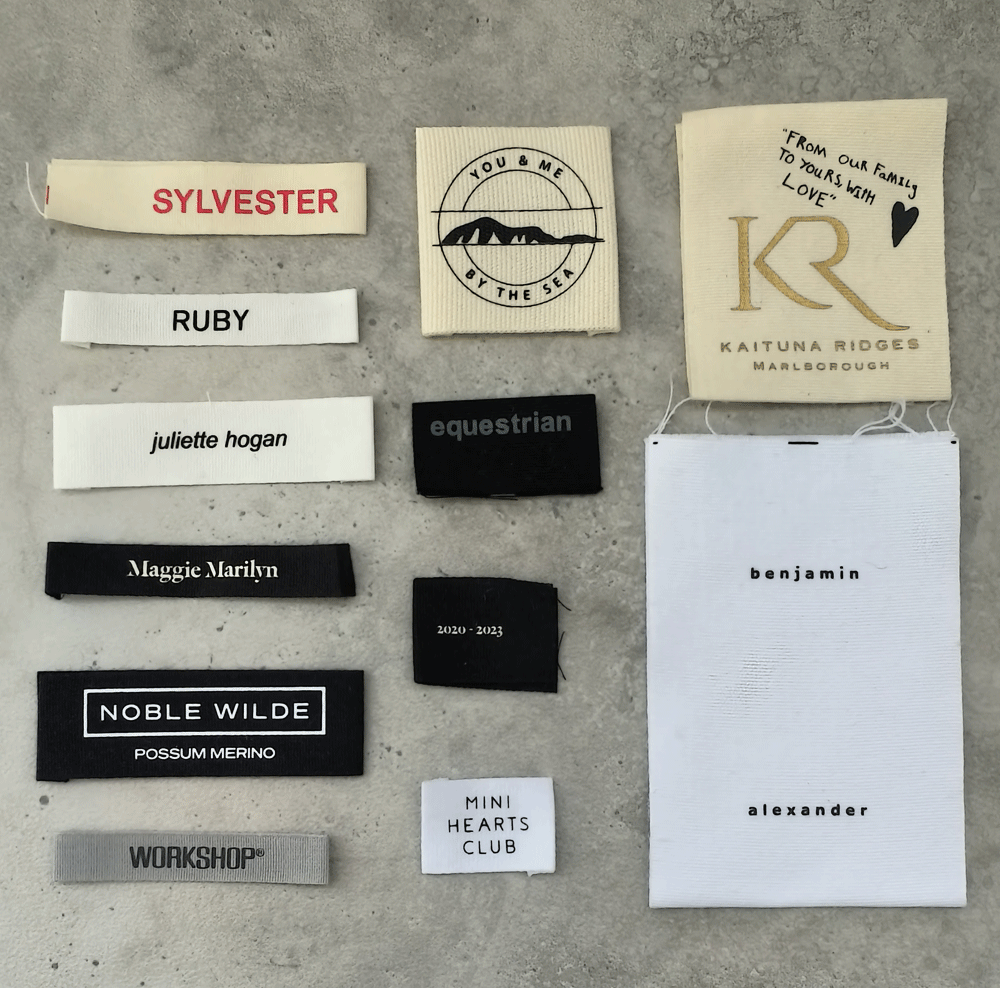 SYLVESTER
RUBY
juliette hogan
Maggie Marilyn
NOBLE WILDE
POSSUM MERINO
WORKSHOP®
YOU & ME
BY THE SEA
equestrian
2020 - 2023
MINI
HEARTS
CLUB
"FROM OUR FAMILY
TO YOURS, WITH
LOVE"
KR
KAITUNA RIDGES
MARLBOROUGH
benjamin
alexander